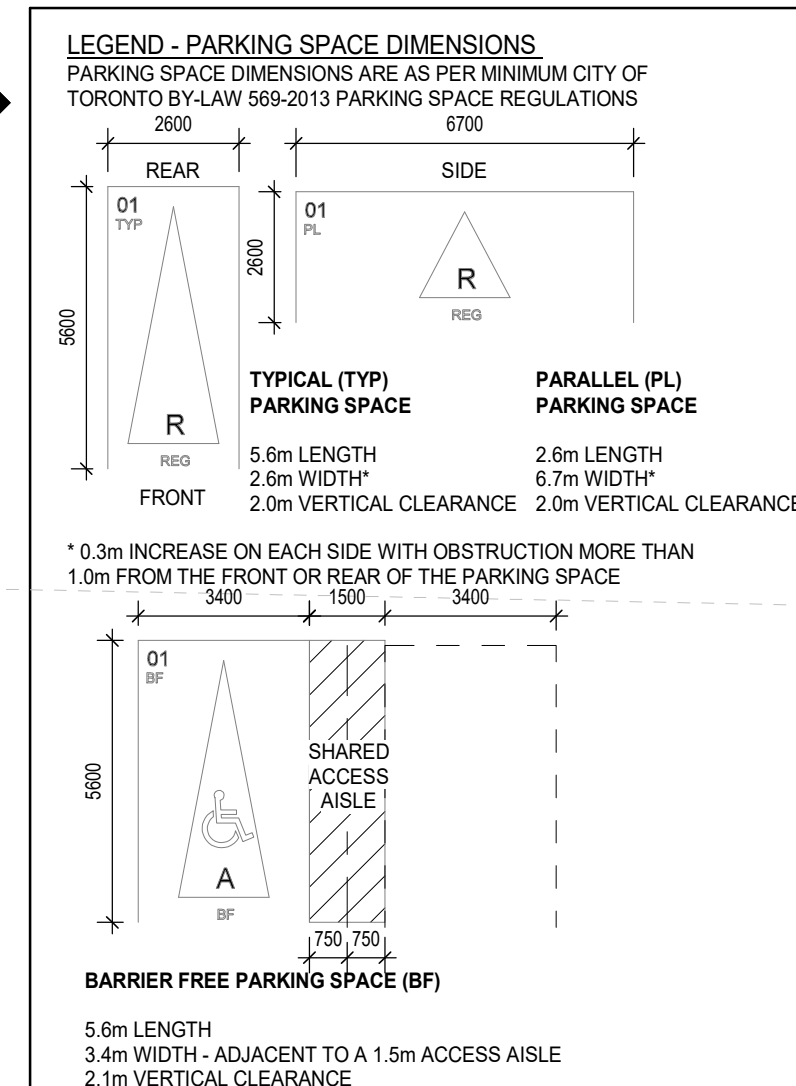 LEGEND - PARKING SPACE DIMENSIONS
PARKING SPACE DIMENSIONS ARE AS PER MINIMUM CITY OF
TORONTO BY-LAW 569-2013 PARKING SPACE REGULATIONS
2600
6700
REAR
SIDE
01
TYP
01
PL
2600
5600
R
REG
R
REG
FRONT
TYPICAL (TYP)
PARKING SPACE
5.6m LENGTH
2.6m WIDTH*
2.0m VERTICAL CLEARANCE
PARALLEL (PL)
PARKING SPACE
2.6m LENGTH
6.7m WIDTH*
2.0m VERTICAL CLEARANCE
* 0.3m INCREASE ON EACH SIDE WITH OBSTRUCTION MORE THAN
1.0m FROM THE FRONT OR REAR OF THE PARKING SPACE
3400
1500
3400
01
BF
5600
SHARED
ACCESS
AISLE
A
BF
750
750
BARRIER FREE PARKING SPACE (BF)
5.6m LENGTH
3.4m WIDTH - ADJACENT TO A 1.5m ACCESS AISLE
2.1m VERTICAL CLEARANCE